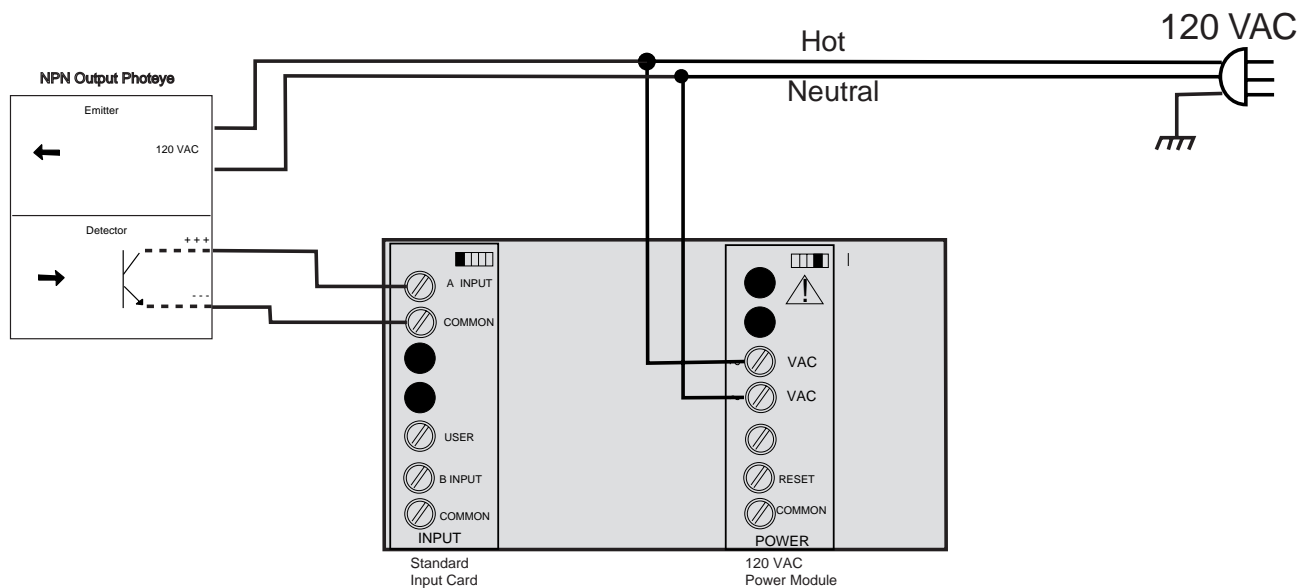 120 VAC
Hot
Neutral
NPN Output Photeye
Emitter
120 VAC
Detector
+ + +
- - -
A INPUT
COMMON
USER
B INPUT
COMMON
INPUT
Standard
Input Card
VAC
VAC
RESET
COMMON
POWER
120 VAC
Power Module